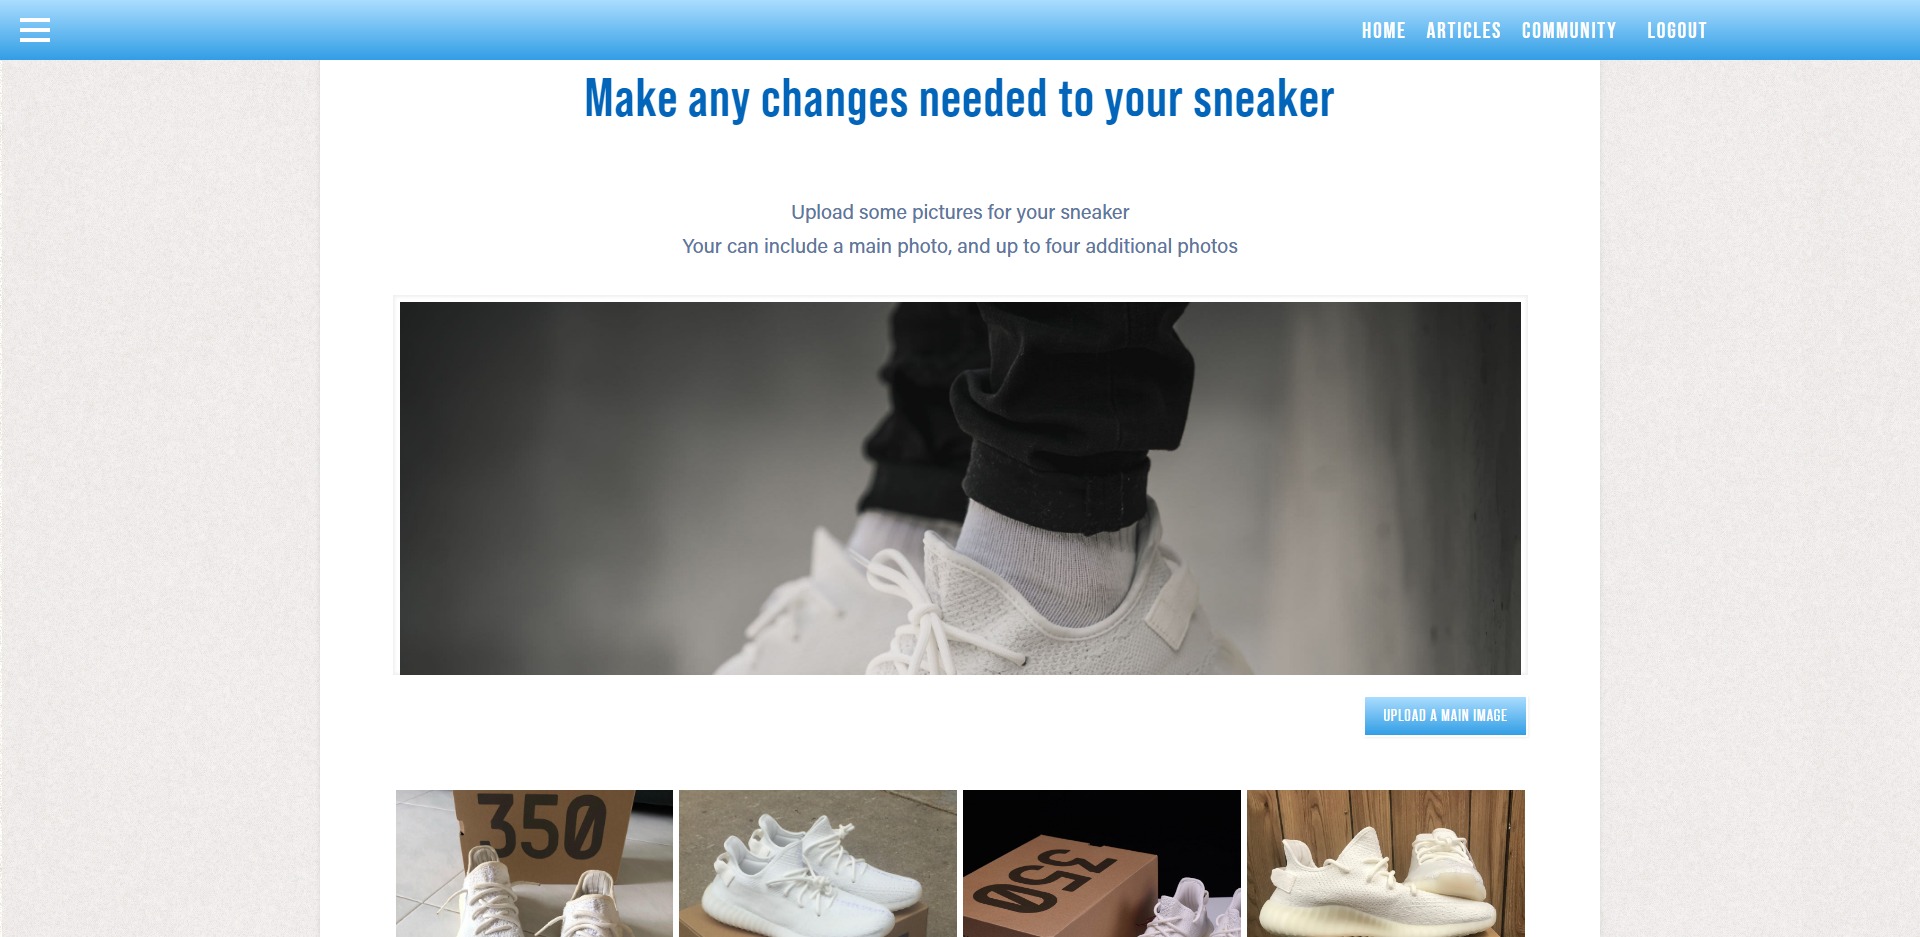 HOME ARTICLES COMMUNITY LOGOUT
Make any changes needed to your sneaker
Upload some pictures for your sneaker
Your can include a main photo, and up to four additional photos
UPLOAD A MAIN IMAGE
350
350